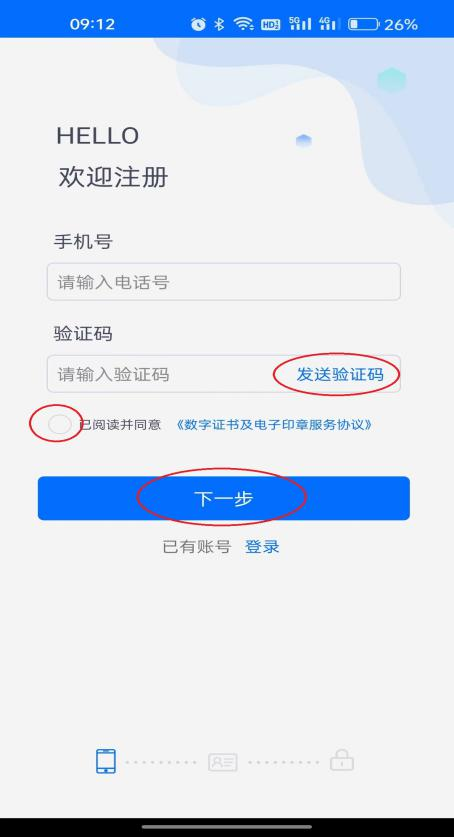 09:12 HD 5G 4G 26%
HELLO
欢迎注册
手机号
请输入电话号
验证码
请输入验证码 发送验证码
已阅读并同意 《数字证书及电子印章服务协议》
下一步
已有账号 登录